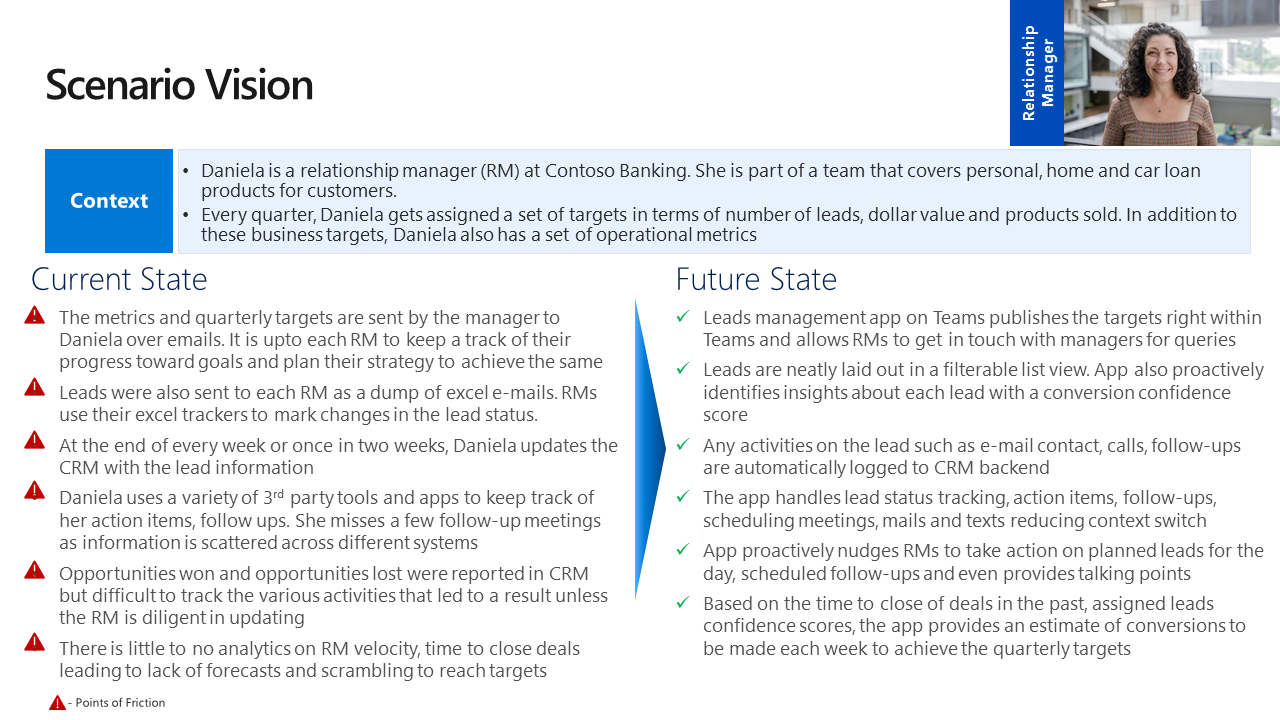 Relationship
Manager
Scenario Vision
Context
• Daniela is a relationship manager (RM) at Contoso Banking. She is part of a team that covers personal, home and car loan
products for customers.
• Every quarter, Daniela gets assigned a set of targets in terms of number of leads, dollar value and products sold. In addition to
these business targets, Daniela also has a set of operational metrics
Current State
The metrics and quarterly targets are sent by the manager to
Daniela over emails. It is upto each RM to keep a track of their
progress toward goals and plan their strategy to achieve the same
Leads were also sent to each RM as a dump of excel e-mails. RMs
use their excel trackers to mark changes in the lead status.
At the end of every week or once in two weeks, Daniela updates the
CRM with the lead information
Daniela uses a variety of 3rd party tools and apps to keep track of
her action items, follow ups. She misses a few follow-up meetings
as information is scattered across different systems
Opportunities won and opportunities lost were reported in CRM
but difficult to track the various activities that led to a result unless
the RM is diligent in updating
There is little to no analytics on RM velocity, time to close deals
leading to lack of forecasts and scrambling to reach targets
- Points of Friction
Future State
✓ Leads management app on Teams publishes the targets right within
Teams and allows RMs to get in touch with managers for queries
✓ Leads are neatly laid out in a filterable list view. App also proactively
identifies insights about each lead with a conversion confidence
score
✓ Any activities on the lead such as e-mail contact, calls, follow-ups
are automatically logged to CRM backend
✓ The app handles lead status tracking, action items, follow-ups,
scheduling meetings, mails and texts reducing context switch
✓ App proactively nudges RMs to take action on planned leads for the
day, scheduled follow-ups and even provides talking points
✓ Based on the time to close of deals in the past, assigned leads
confidence scores, the app provides an estimate of conversions to
be made each week to achieve the quarterly targets